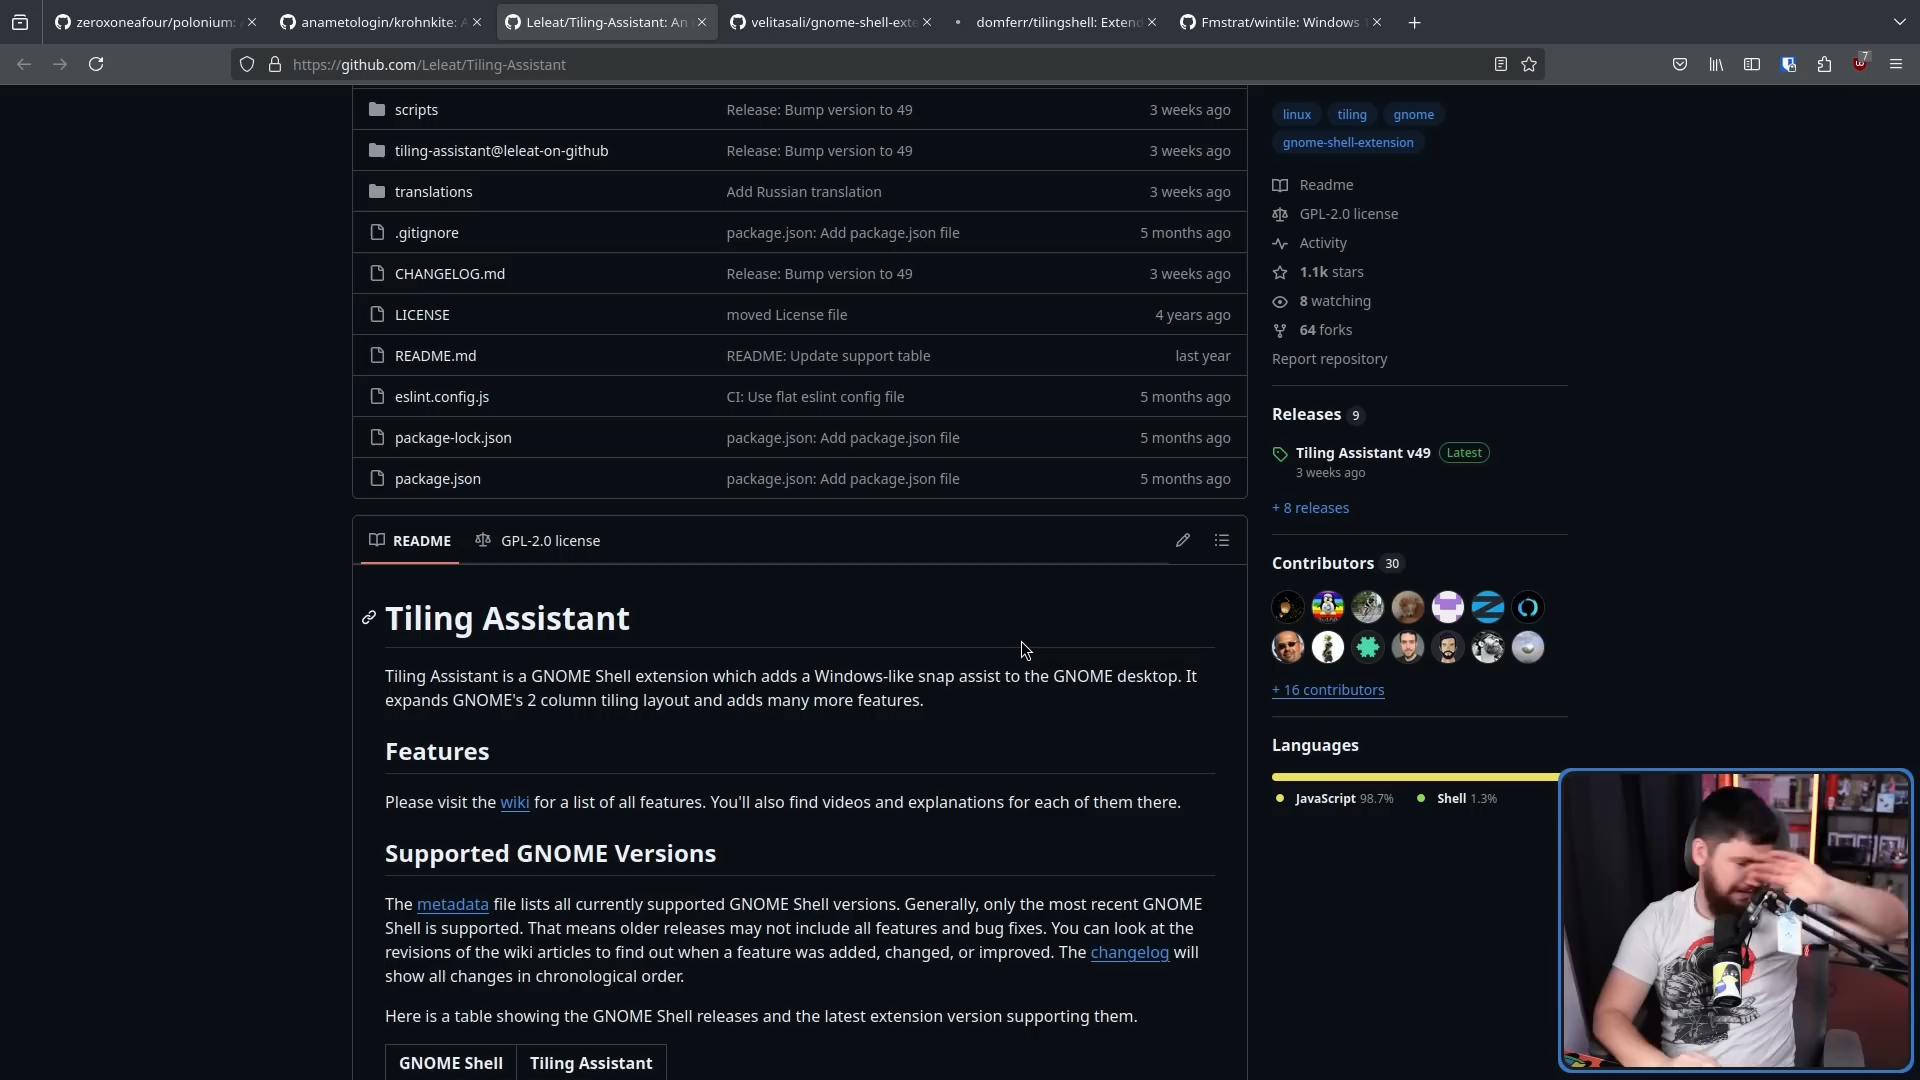 zeroxoneafour/polonium:
anametologin/krohnkite: A
Leleat/Tiling-Assistant: An
velitasali/gnome-shell-exte
domferr/tilingshell: Extend
Fmstrat/wintile: Windows
https://github.com/Leleat/Tiling-Assistant
7
scripts Release: Bump version to 49 3 weeks ago
tiling-assistant@leleat-on-github Release: Bump version to 49 3 weeks ago
translations Add Russian translation 3 weeks ago
.gitignore package.json: Add package.json file 5 months ago
CHANGELOG.md Release: Bump version to 49 3 weeks ago
LICENSE moved License file 4 years ago
README.md README: Update support table last year
eslint.config.js CI: Use flat eslint config file 5 months ago
package-lock.json package.json: Add package.json file 5 months ago
package.json package.json: Add package.json file 5 months ago
README GPL-2.0 license
Tiling Assistant
Tiling Assistant is a GNOME Shell extension which adds a Windows-like snap assist to the GNOME desktop. It
expands GNOME's 2 column tiling layout and adds many more features.
Features
Please visit the wiki for a list of all features. You'll also find videos and explanations for each of them there.
Supported GNOME Versions
The metadata file lists all currently supported GNOME Shell versions. Generally, only the most recent GNOME
Shell is supported. That means older releases may not include all features and bug fixes. You can look at the
revisions of the wiki articles to find out when a feature was added, changed, or improved. The changelog will
show all changes in chronological order.
Here is a table showing the GNOME Shell releases and the latest extension version supporting them.
GNOME Shell Tiling Assistant
linux tiling gnome
gnome-shell-extension
Readme
GPL-2.0 license
Activity
1.1k stars
8 watching
64 forks
Report repository
Releases 9
Tiling Assistant v49 Latest
3 weeks ago
+ 8 releases
Contributors 30
+ 16 contributors
Languages
JavaScript 98.7% Shell 1.3%